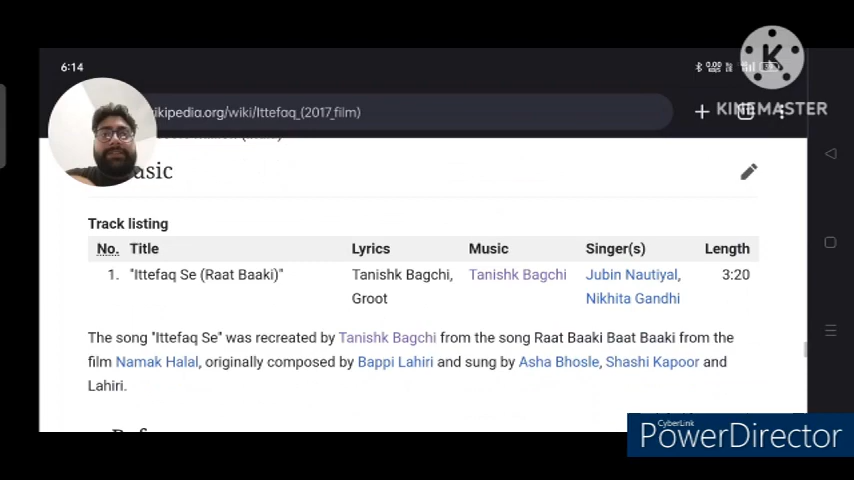 6:14
KINEMASTER
ikipedia.org/wiki/Ittefaq_(2017_film)
usic
Track listing
No. Title Lyrics Music Singer(s) Length
1. "Ittefaq Se (Raat Baaki)" Tanishk Bagchi, Tanishk Bagchi Jubin Nautiyal, 3:20
Groot Nikhita Gandhi
The song "Ittefaq Se" was recreated by Tanishk Bagchi from the song Raat Baaki Baat Baaki from the
film Namak Halal, originally composed by Bappi Lahiri and sung by Asha Bhosle, Shashi Kapoor and
Lahiri.
CyberLink
PowerDirector